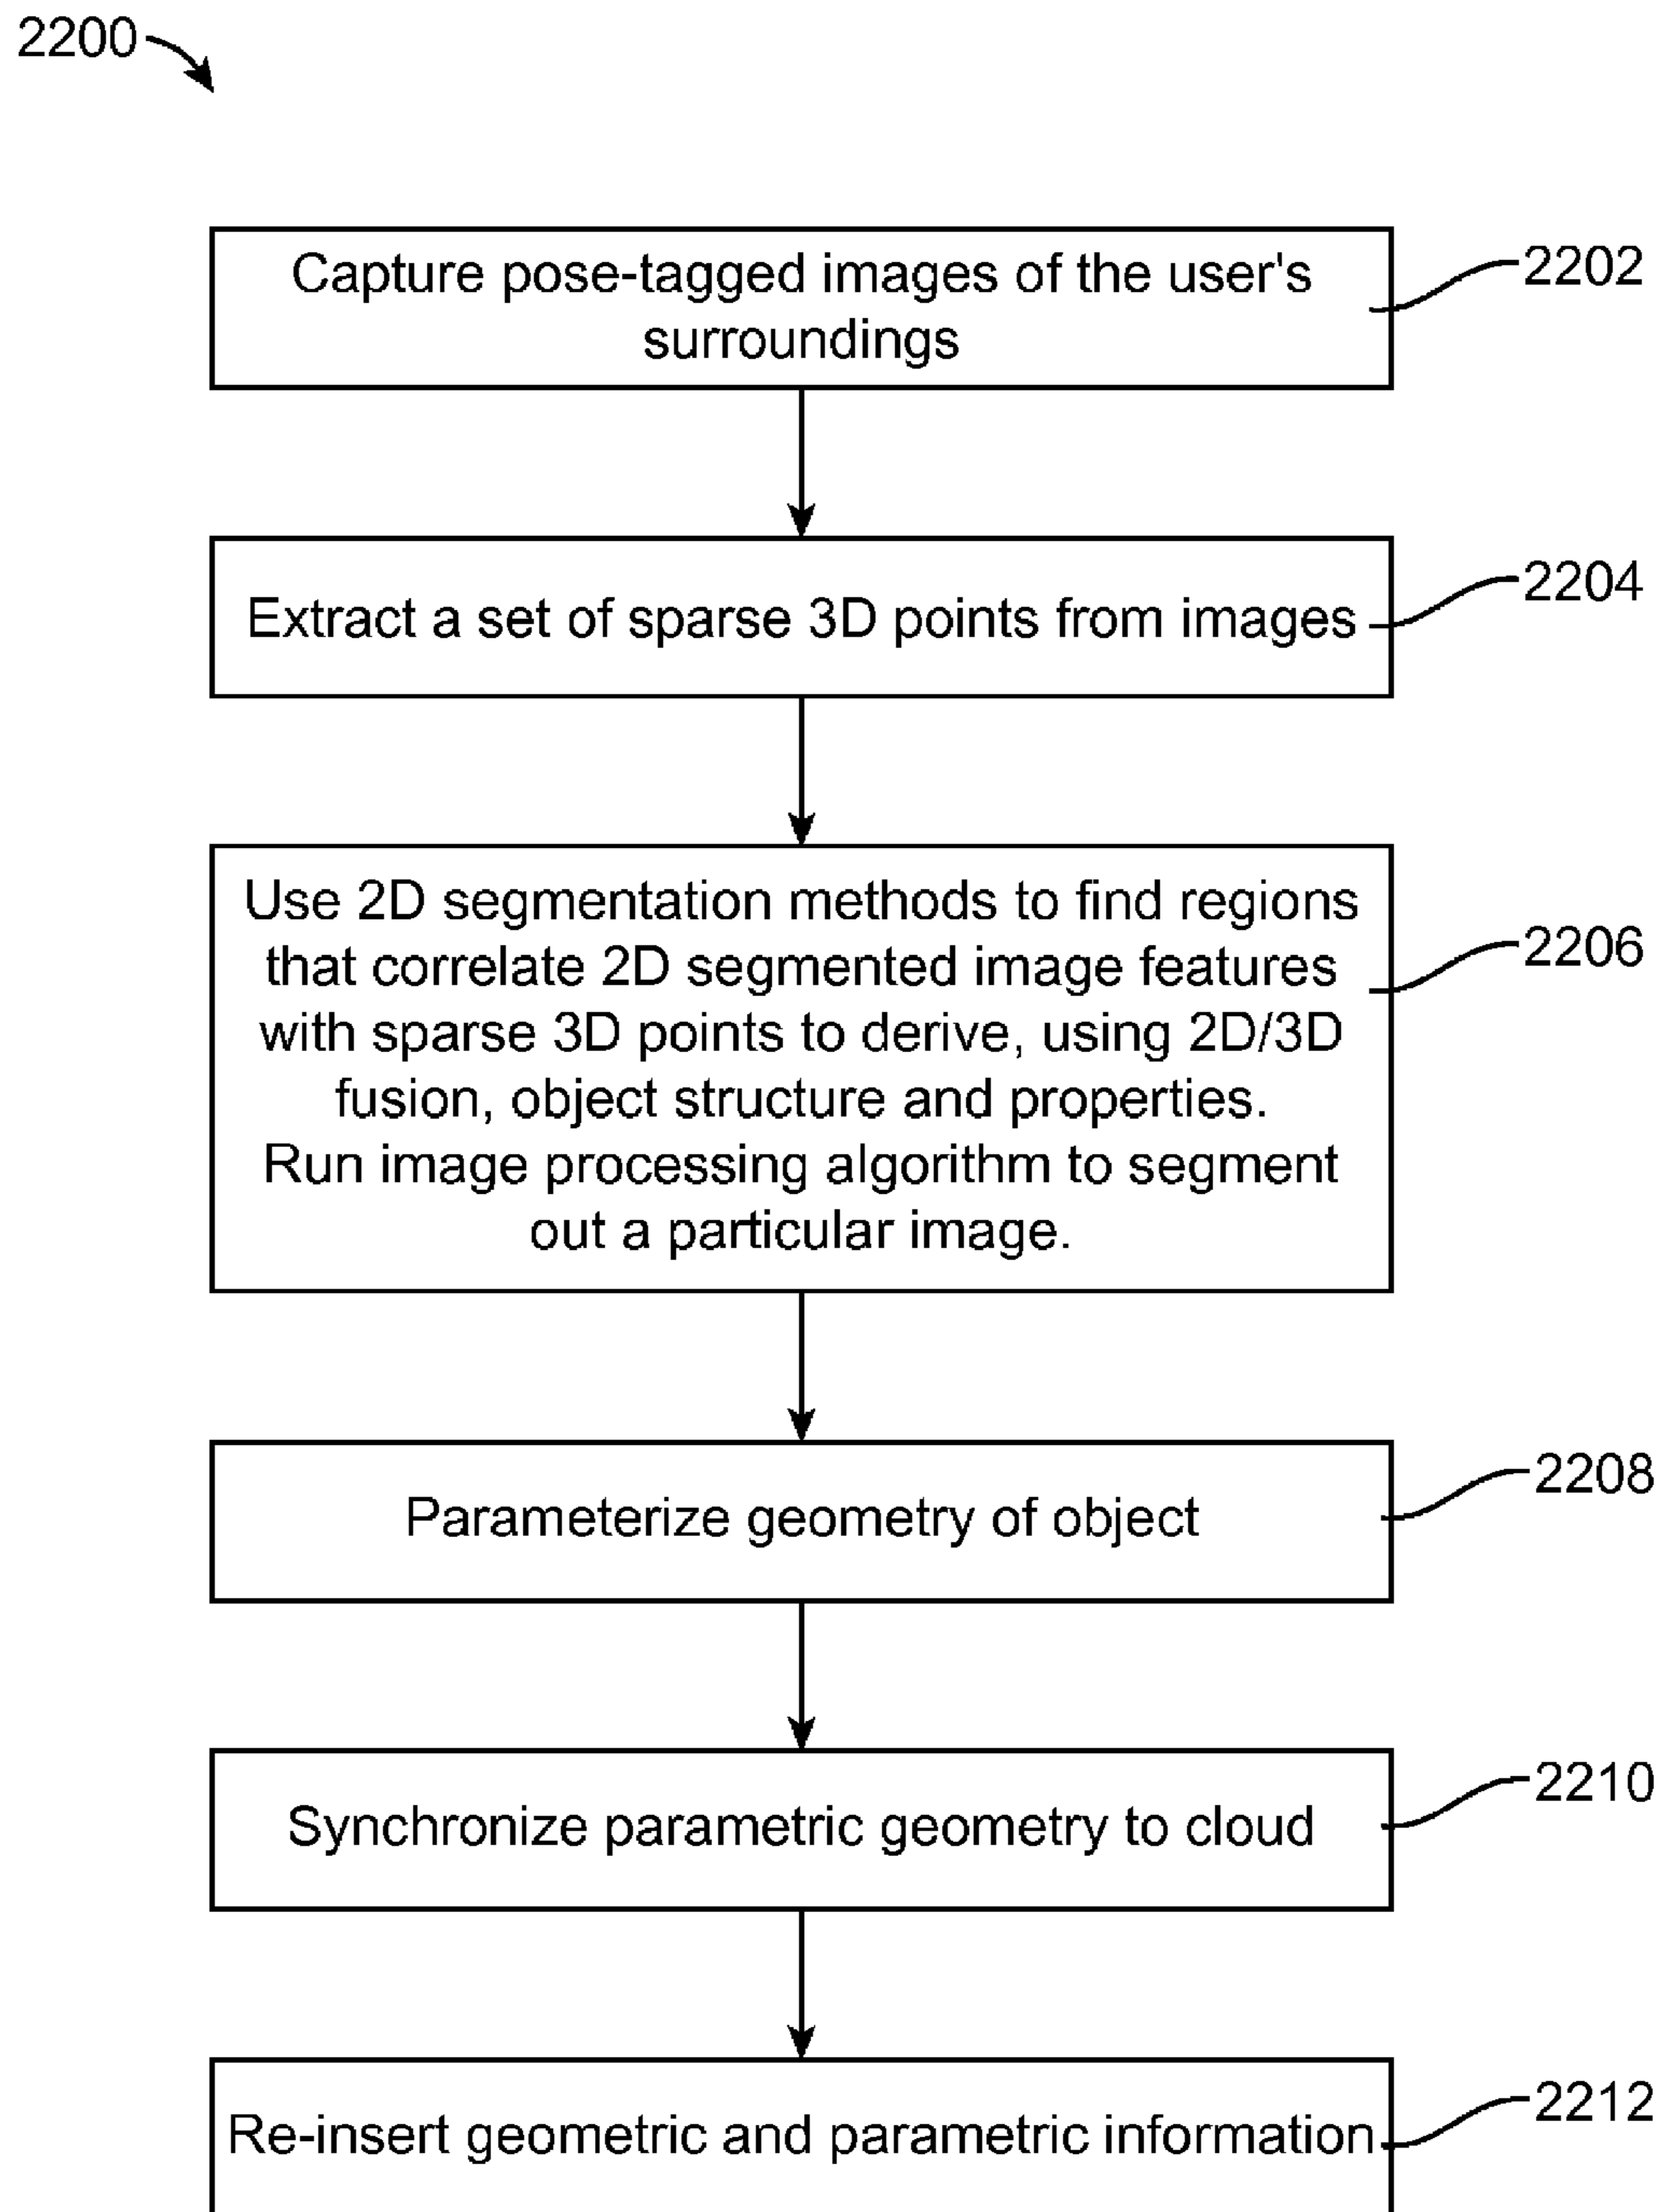 2200
Capture pose-tagged images of the user's
surroundings
2202
Extract a set of sparse 3D points from images
2204
Use 2D segmentation methods to find regions
that correlate 2D segmented image features
with sparse 3D points to derive, using 2D/3D
fusion, object structure and properties.
Run image processing algorithm to segment
out a particular image.
2206
Parameterize geometry of object
2208
Synchronize parametric geometry to cloud
2210
Re-insert geometric and parametric information
2212